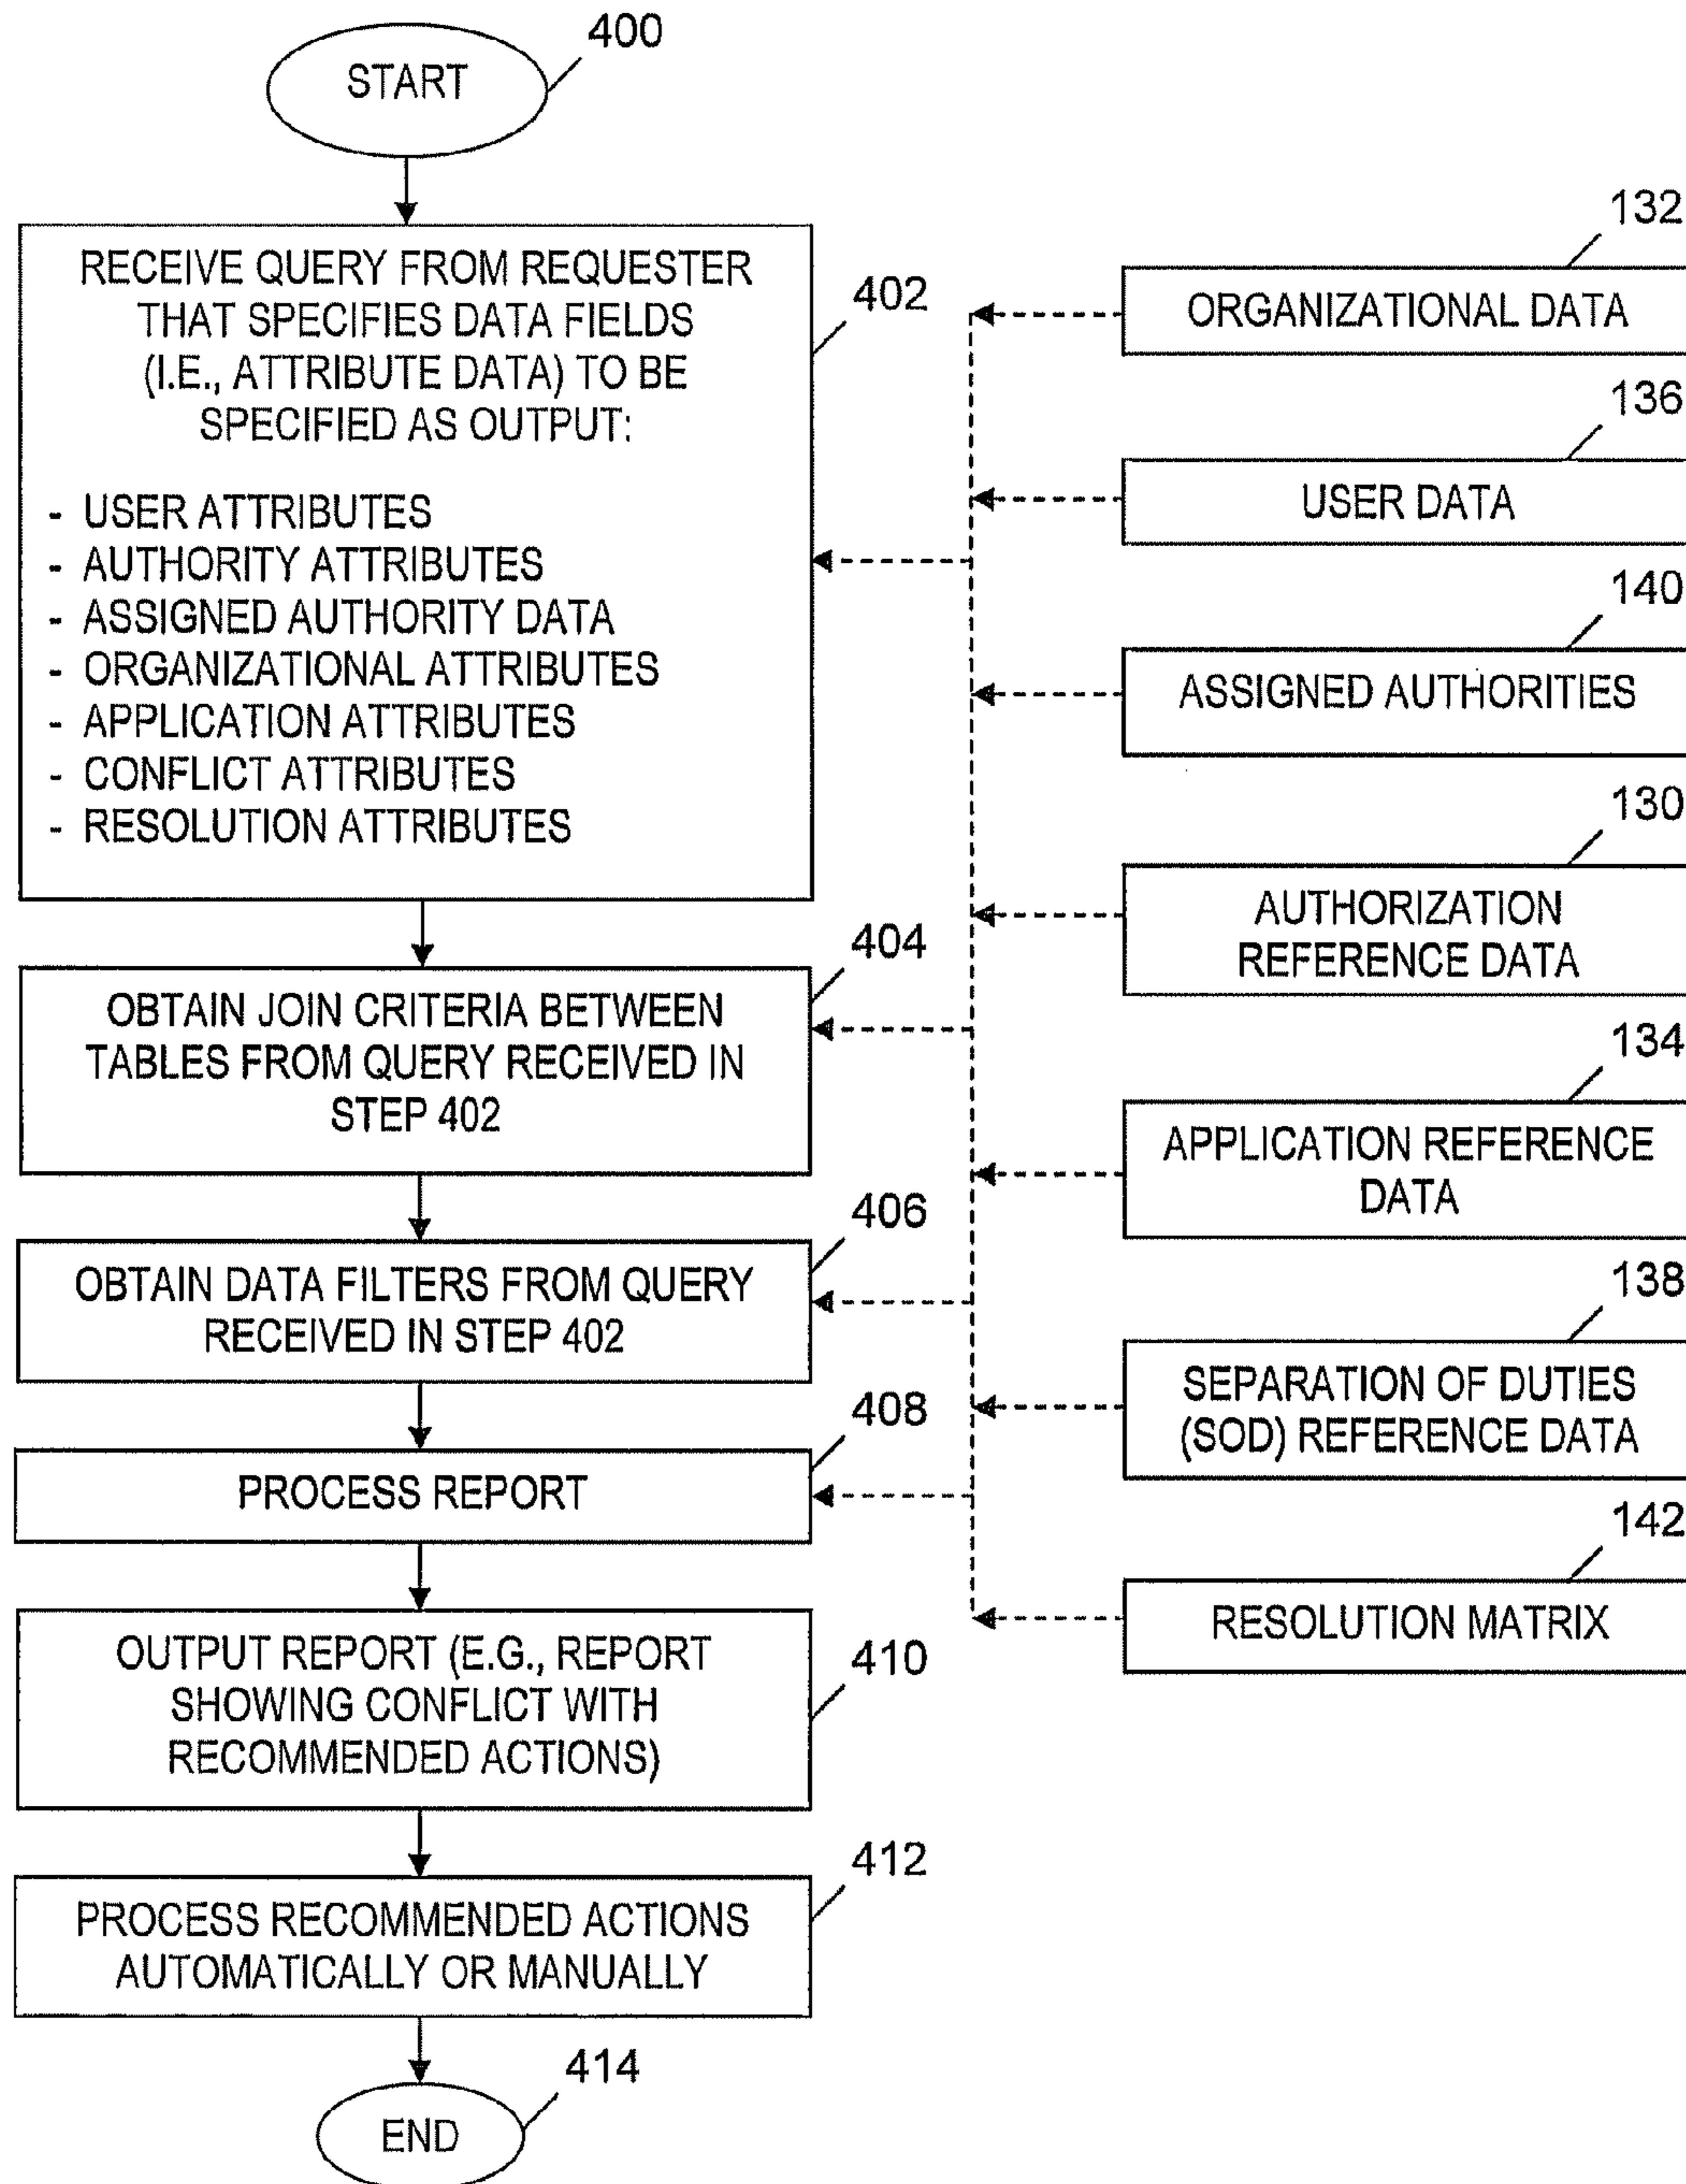 400
START
402
RECEIVE QUERY FROM REQUESTER
THAT SPECIFIES DATA FIELDS
(I.E., ATTRIBUTE DATA) TO BE
SPECIFIED AS OUTPUT:
- USER ATTRIBUTES
- AUTHORITY ATTRIBUTES
- ASSIGNED AUTHORITY DATA
- ORGANIZATIONAL ATTRIBUTES
- APPLICATION ATTRIBUTES
- CONFLICT ATTRIBUTES
- RESOLUTION ATTRIBUTES
404
OBTAIN JOIN CRITERIA BETWEEN
TABLES FROM QUERY RECEIVED IN
STEP 402
406
OBTAIN DATA FILTERS FROM QUERY
RECEIVED IN STEP 402
408
PROCESS REPORT
410
OUTPUT REPORT (E.G., REPORT
SHOWING CONFLICT WITH
RECOMMENDED ACTIONS)
412
PROCESS RECOMMENDED ACTIONS
AUTOMATICALLY OR MANUALLY
414
END
132
ORGANIZATIONAL DATA
136
USER DATA
140
ASSIGNED AUTHORITIES
130
AUTHORIZATION
REFERENCE DATA
134
APPLICATION REFERENCE
DATA
138
SEPARATION OF DUTIES
(SOD) REFERENCE DATA
142
RESOLUTION MATRIX